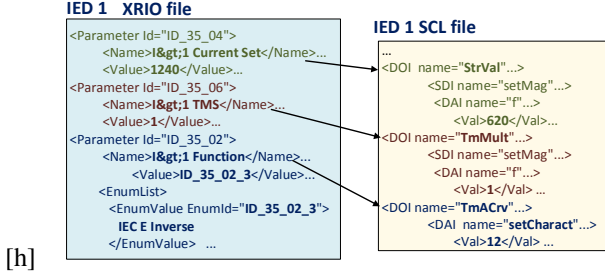 IED 1 XRIO file
<Parameter Id="ID_35_04">
<Name>I&gt;1 Current Set</Name>...
<Value>1240</Value>...
<Parameter Id="ID_35_06">
<Name>I&gt;1 TMS</Name>...
<Value>1</Value>...
<Parameter Id="ID_35_02">
<Name>I&gt;1 Function</Name>...
<Value>ID_35_02_3</Value>...
<EnumList>
<EnumValue EnumId="ID_35_02_3">
IEC E Inverse
</EnumValue> ...
IED 1 SCL file
...
<DOI name="StrVal"...>
<SDI name="setMag"...>
<DAI name="f"...>
<Val>620</Val>...
<DOI name="TmMult"...>
<SDI name="setMag"...>
<DAI name="f"...>
<Val>1</Val> ...
<DOI name="TmACrv"...>
<DAI name="setCharact"...>
<Val>12</Val> ...
[h]